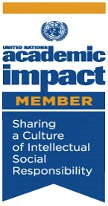 UNITED NATIONS
academic
impact
MEMBER
Sharing
a Culture
of Intellectual
Social
Responsibility